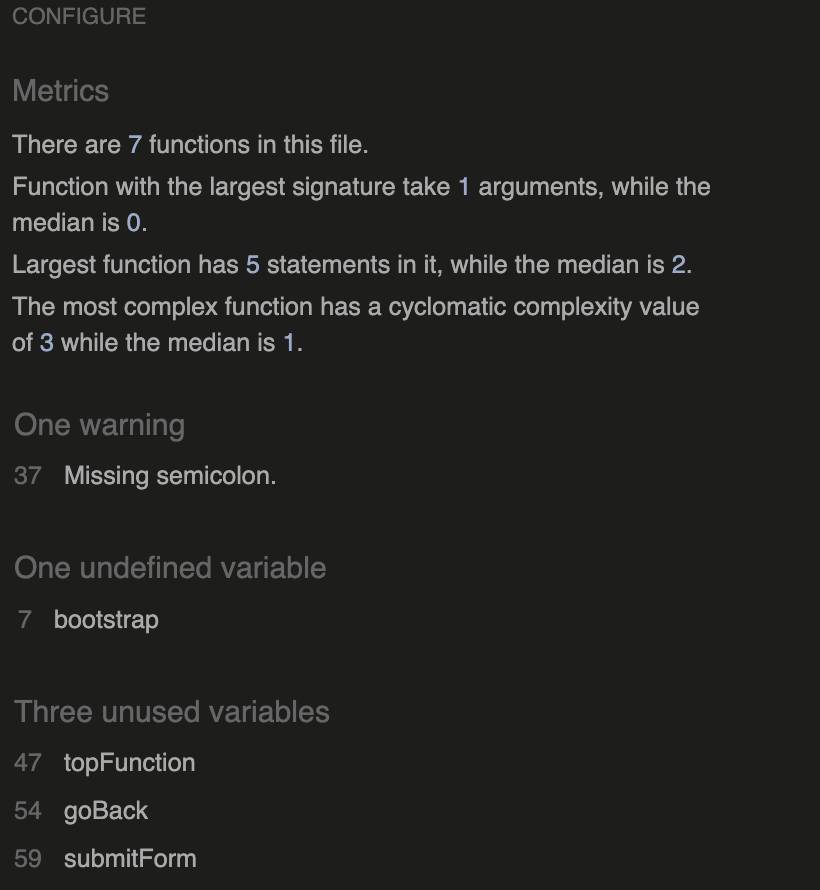 CONFIGURE
Metrics
There are 7 functions in this file.
Function with the largest signature take 1 arguments, while the
median is 0.
Largest function has 5 statements in it, while the median is 2.
The most complex function has a cyclomatic complexity value
of 3 while the median is 1.
One warning
37 Missing semicolon.
One undefined variable
7 bootstrap
Three unused variables
47 topFunction
54 goBack
59 submitForm